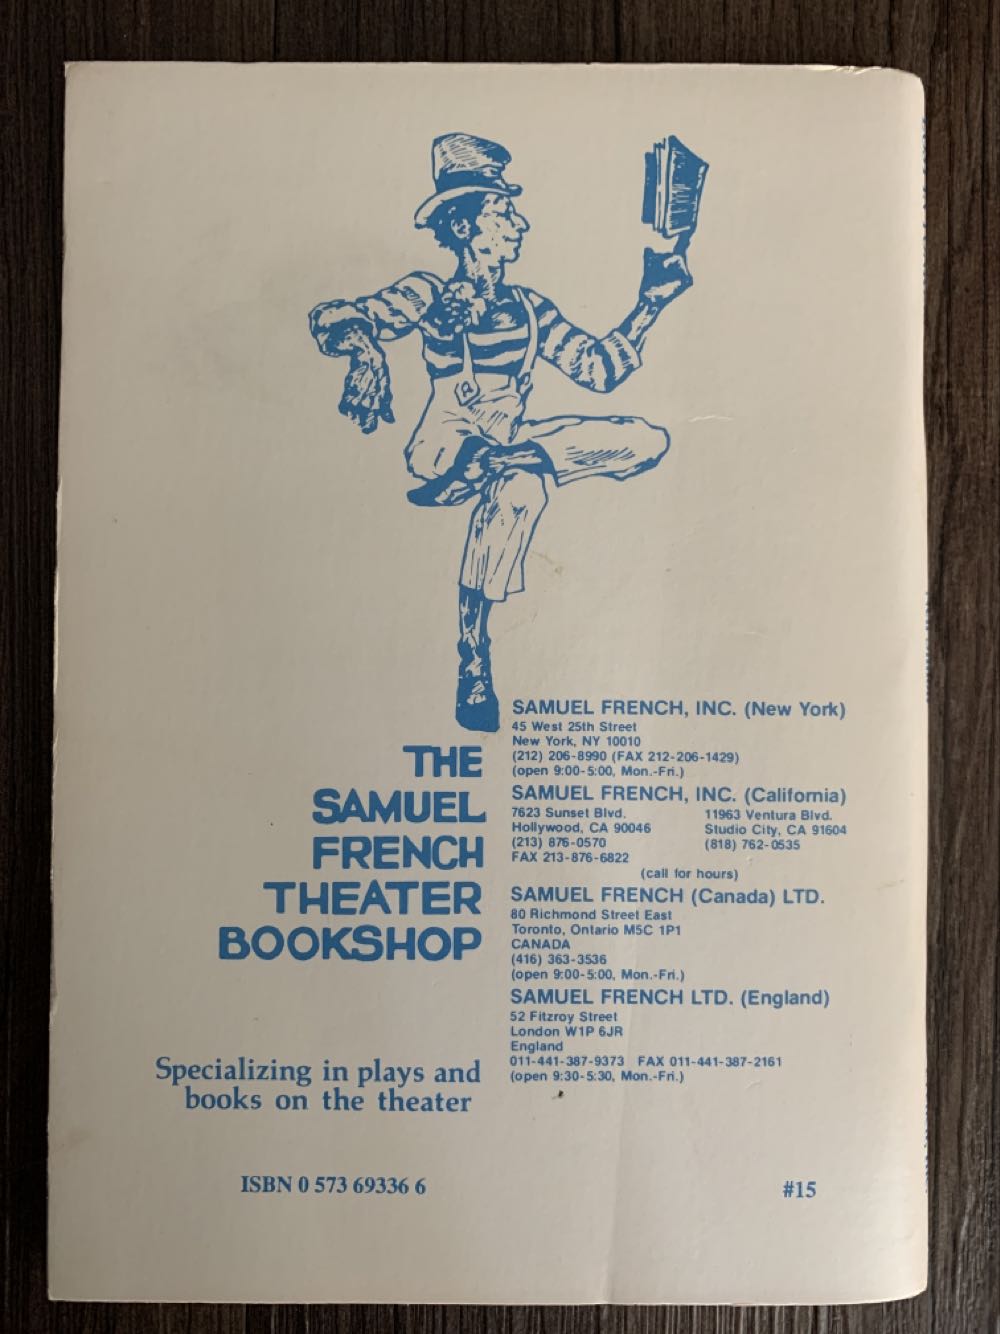 THE
SAMUEL
FRENCH
THEATER
BOOKSHOP
Specializing in plays and
books on the theater
SAMUEL FRENCH, INC. (New York)
45 West 25th Street
New York, NY 10010
(212) 206-8990 (FAX 212-206-1429)
(open 9:00-5:00, Mon.-Fri.)
SAMUEL FRENCH, INC. (California)
7623 Sunset Blvd.
Hollywood, CA 90046
(213) 876-0570
FAX 213-876-6822
11963 Ventura Blvd.
Studio City, CA 91604
(818) 762-0535
(call for hours)
SAMUEL FRENCH (Canada) LTD.
80 Richmond Street East
Toronto, Ontario M5C 1P1
CANADA
(416) 363-3536
(open 9:00-5:00, Mon.-Fri.)
SAMUEL FRENCH LTD. (England)
52 Fitzroy Street
London W1P 6JR
England
011-441-387-9373 FAX 011-441-387-2161
(open 9:30-5:30, Mon.-Fri.)
ISBN 0 573 69336 6
#15